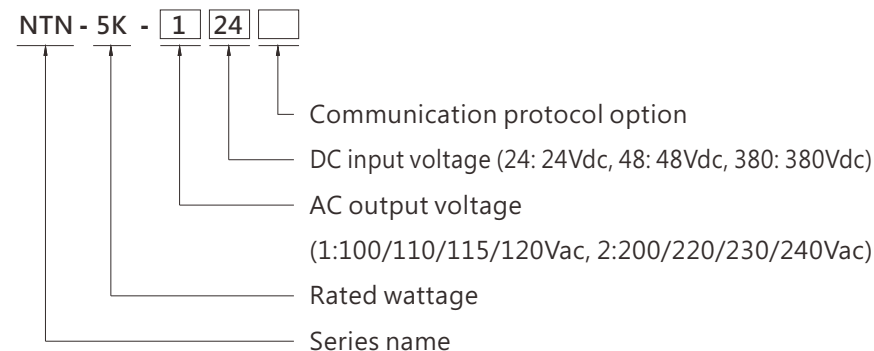 NTN - 5K - 1 24
Communication protocol option
DC input voltage (24: 24Vdc, 48: 48Vdc, 380: 380Vdc)
AC output voltage
(1:100/110/115/120Vac, 2:200/220/230/240Vac)
Rated wattage
Series name